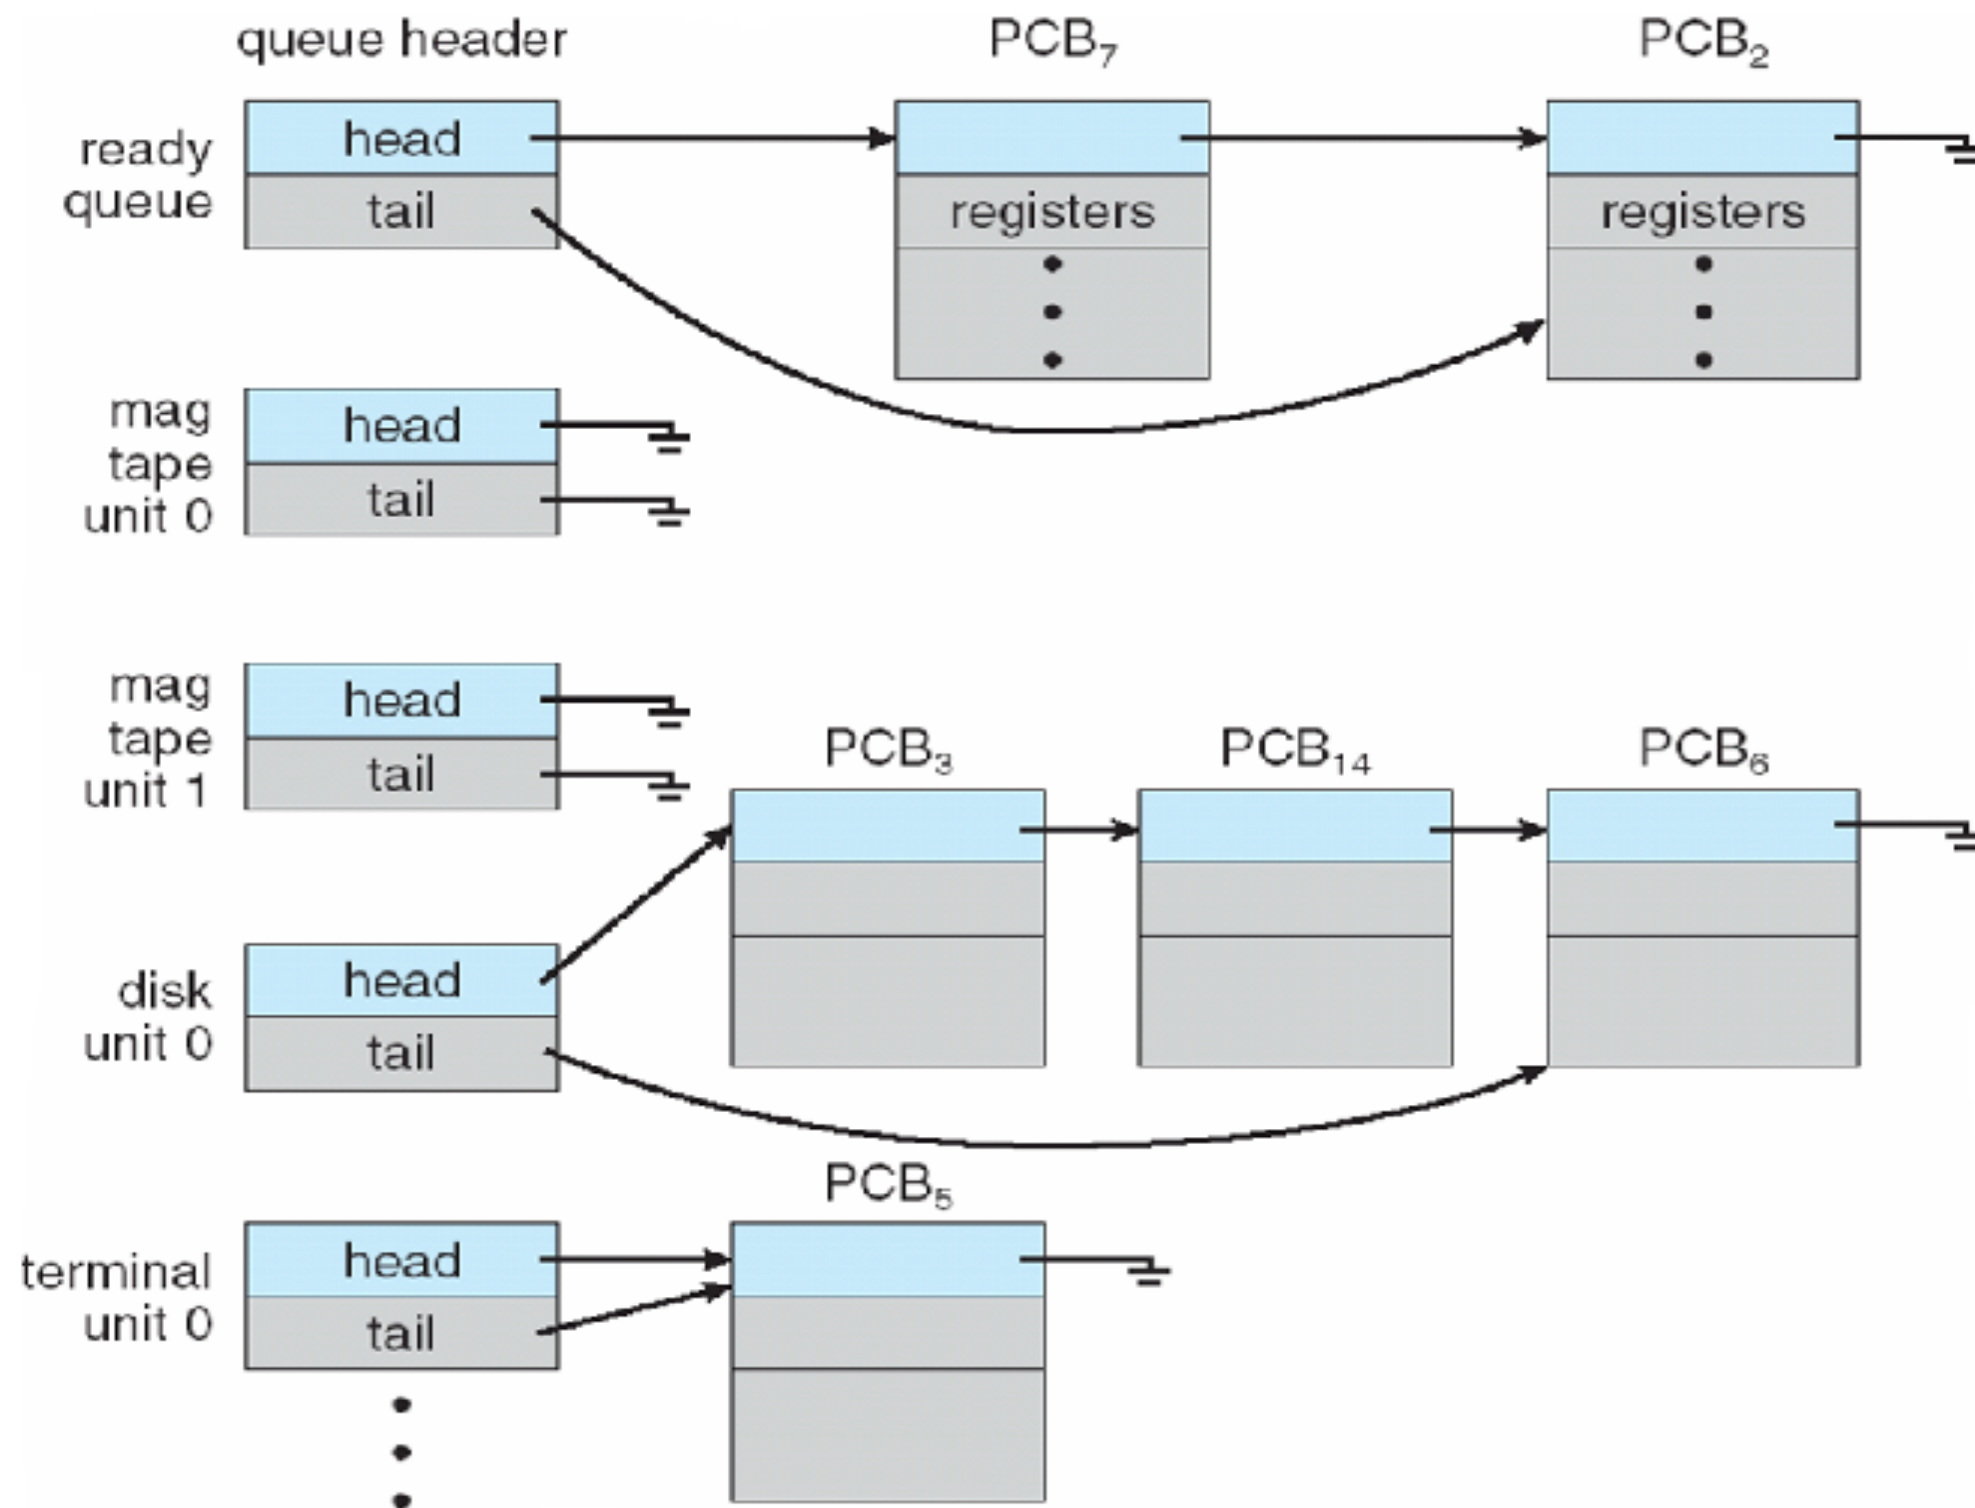 queue header
PCB₇
PCB₂
ready
queue
head
tail
registers
registers
mag
tape
unit 0
head
tail
mag
tape
unit 1
head
tail
PCB₃
PCB₁₄
PCB₆
disk
unit 0
head
tail
PCB₅
terminal
unit 0
head
tail